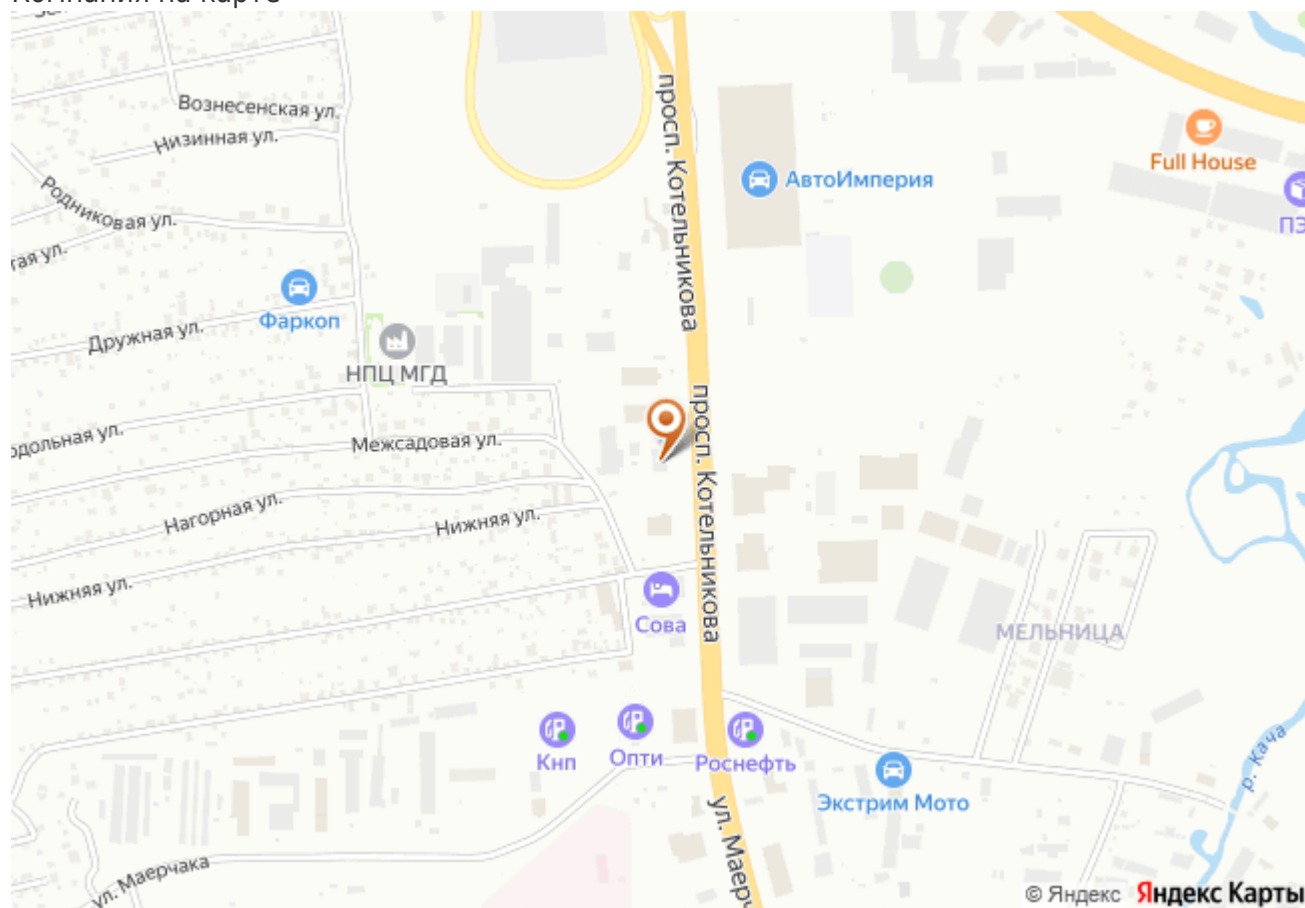 Вознесенская ул.
Низинная ул.
Родниковая ул.
просп. Котельникова
АвтоИмперия
Full House
Фаркоп
Дружная ул.
НПЦ МГД
просп. Котельникова
Межсадовая ул.
Нагорная ул.
Нижняя ул.
Нижняя ул.
Сова
МЕЛЬНИЦА
Кнп
Опти
Роснефть
Экстрим Мото
р. Кача
ул. Маерчака
© Яндекс Яндекс Карты